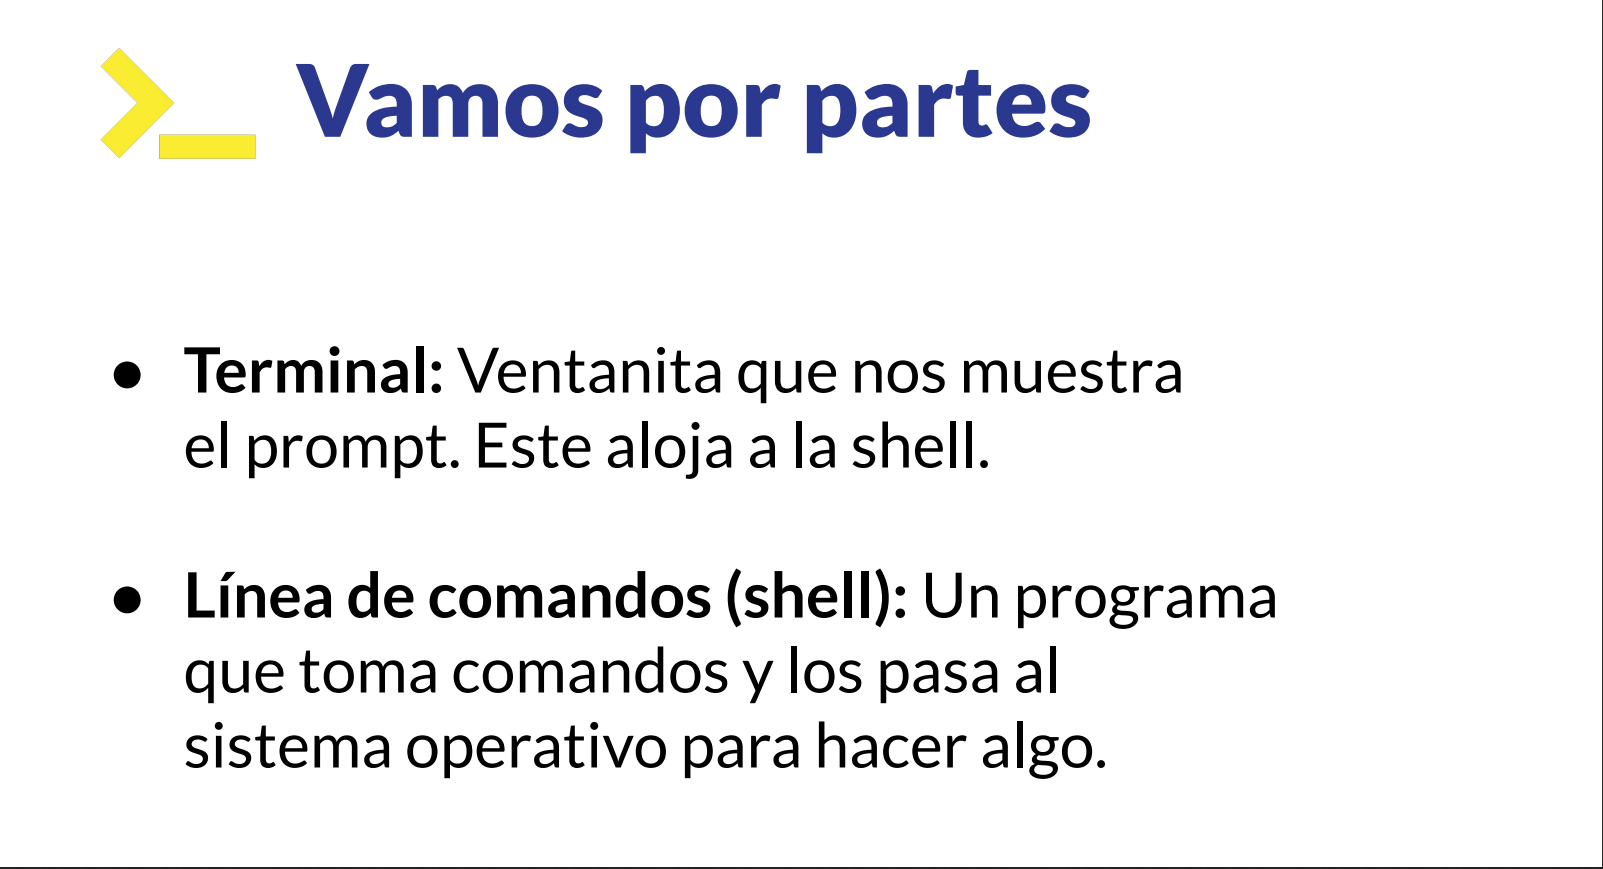 Vamos por partes
● Terminal: Ventanita que nos muestra
el prompt. Este aloja a la shell.
● Línea de comandos (shell): Un programa
que toma comandos y los pasa al
sistema operativo para hacer algo.